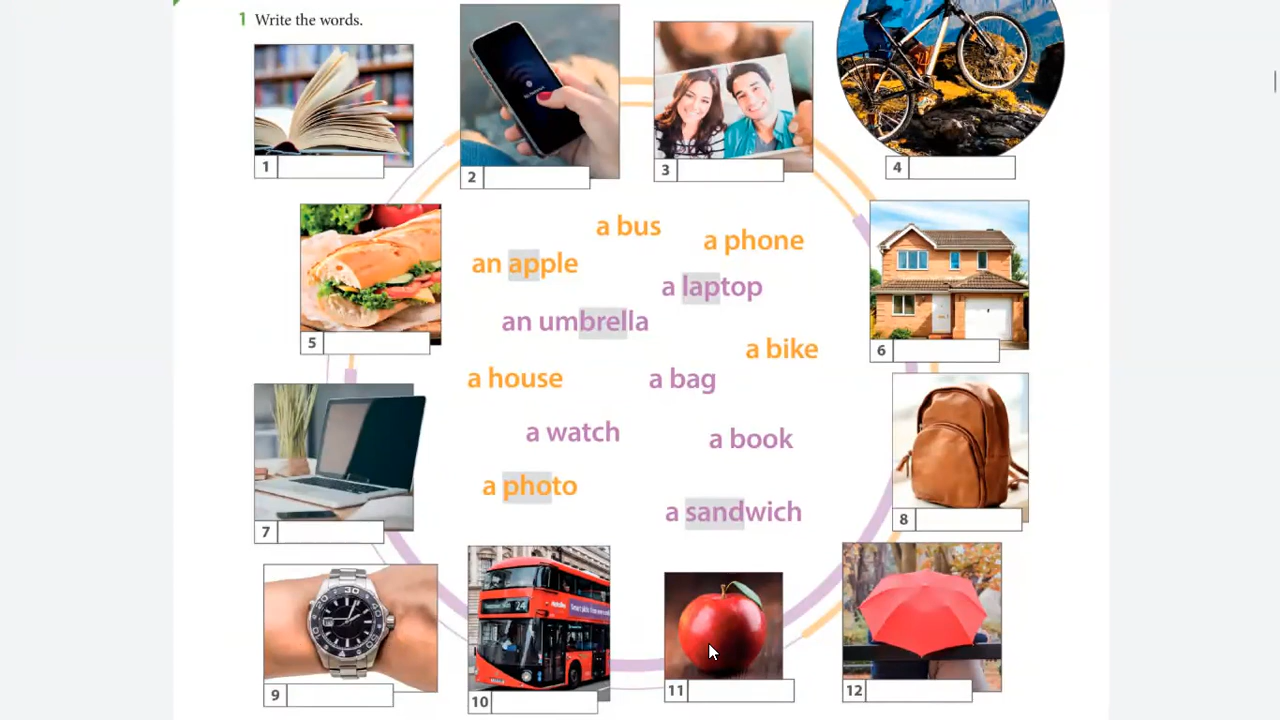 1 Write the words.
1
2
3
4
a bus
a phone
an apple
a laptop
an umbrella
5
6
a bike
a house
a bag
a watch
a book
a photo
a sandwich
7
8
24
9
10
11
12